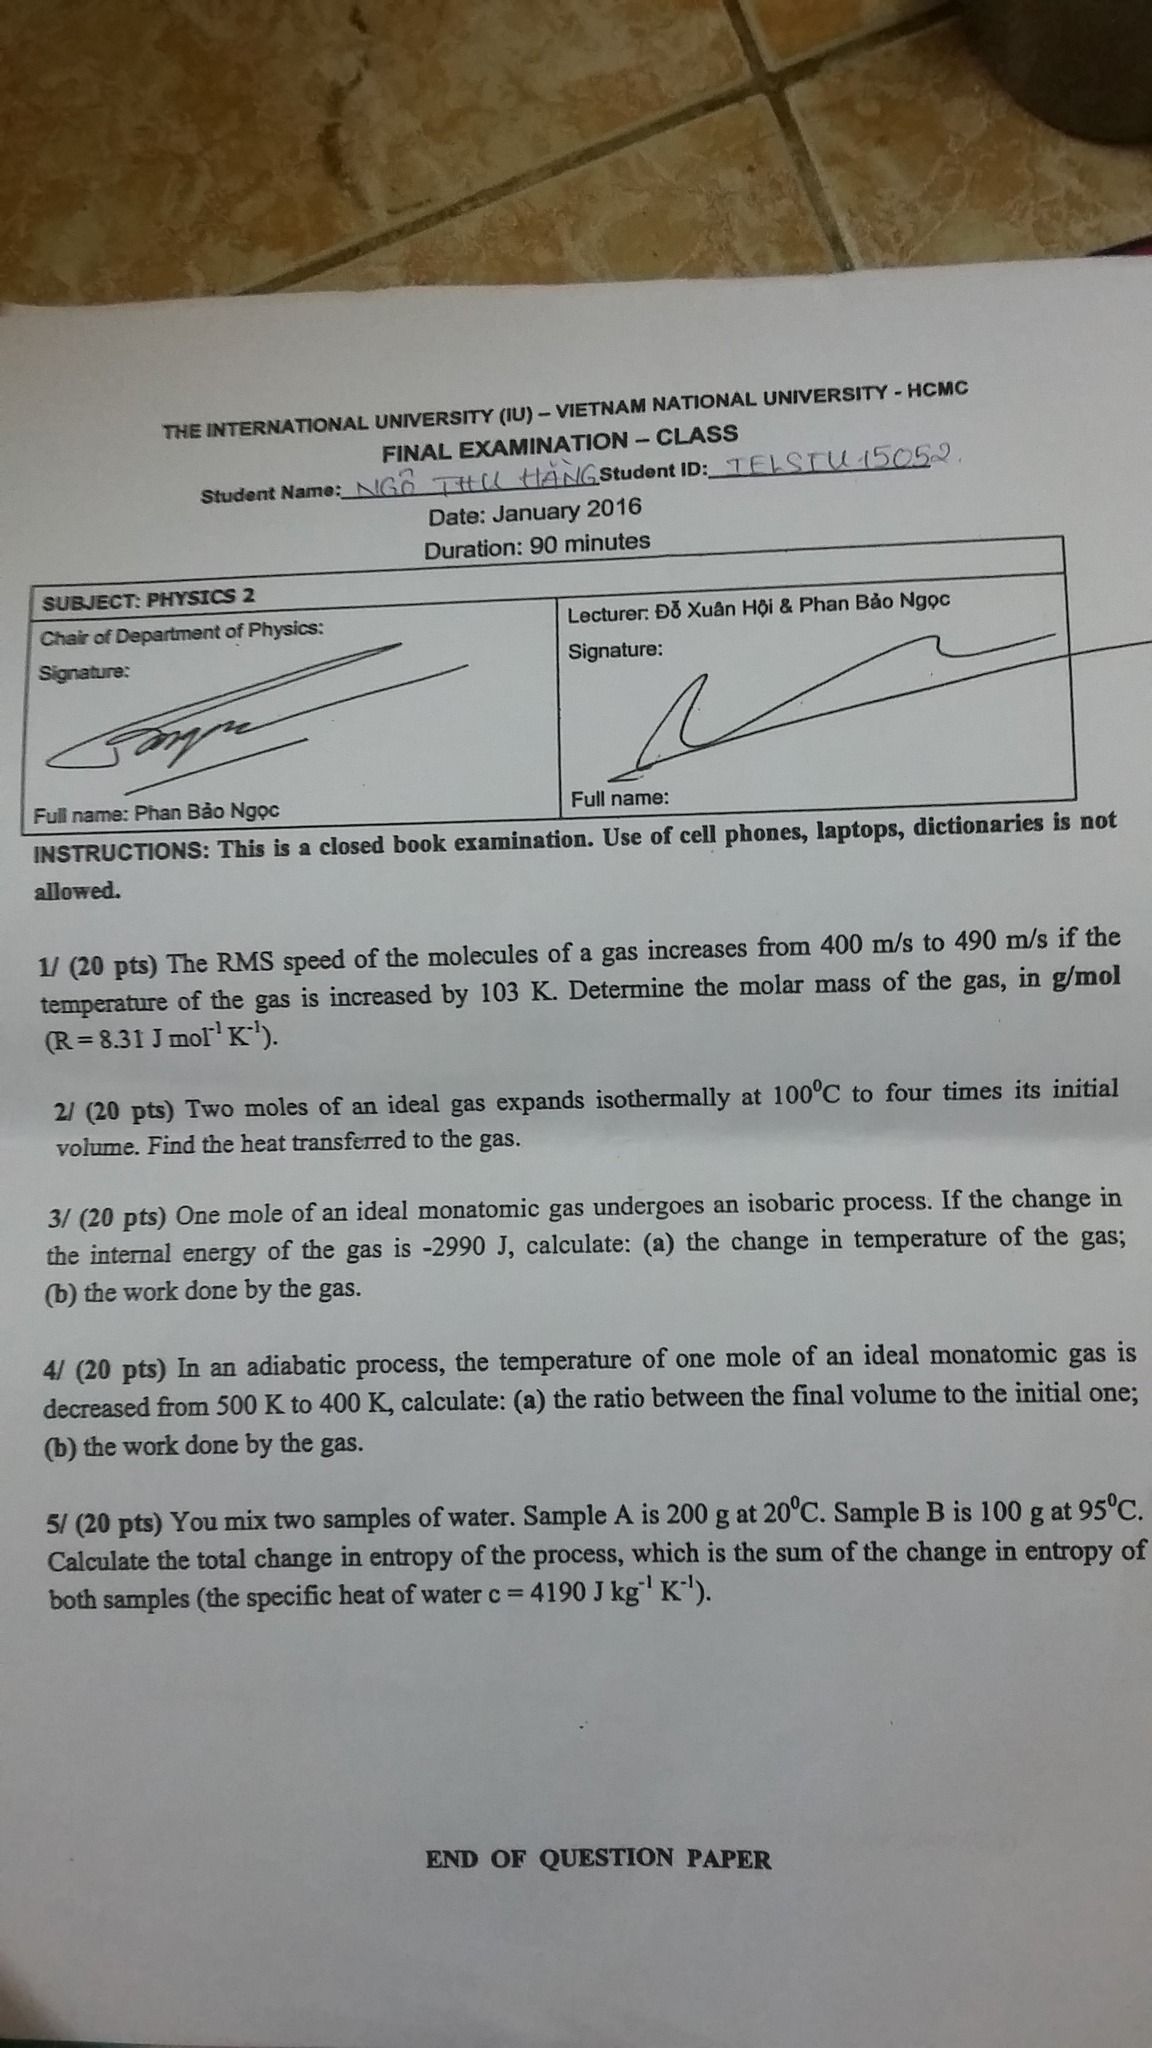 THE INTERNATIONAL UNIVERSITY (IU) – VIETNAM NATIONAL UNIVERSITY - HCMC
FINAL EXAMINATION – CLASS
Student Name: NGÔ THU HẰNG Student ID: TELSIU15052.
Date: January 2016
Duration: 90 minutes
SUBJECT: PHYSICS 2
Chair of Department of Physics:
Signature:
Full name: Phan Bảo Ngọc
Lecturer: Đỗ Xuân Hội & Phan Bảo Ngọc
Signature:
Full name:
INSTRUCTIONS: This is a closed book examination. Use of cell phones, laptops, dictionaries is not
allowed.
1/ (20 pts) The RMS speed of the molecules of a gas increases from 400 m/s to 490 m/s if the
temperature of the gas is increased by 103 K. Determine the molar mass of the gas, in g/mol
(R = 8.31 J mol⁻¹ K⁻¹).
2/ (20 pts) Two moles of an ideal gas expands isothermally at 100⁰C to four times its initial
volume. Find the heat transferred to the gas.
3/ (20 pts) One mole of an ideal monatomic gas undergoes an isobaric process. If the change in
the internal energy of the gas is -2990 J, calculate: (a) the change in temperature of the gas;
(b) the work done by the gas.
4/ (20 pts) In an adiabatic process, the temperature of one mole of an ideal monatomic gas is
decreased from 500 K to 400 K, calculate: (a) the ratio between the final volume to the initial one;
(b) the work done by the gas.
5/ (20 pts) You mix two samples of water. Sample A is 200 g at 20⁰C. Sample B is 100 g at 95⁰C.
Calculate the total change in entropy of the process, which is the sum of the change in entropy of
both samples (the specific heat of water c = 4190 J kg⁻¹ K⁻¹).
END OF QUESTION PAPER